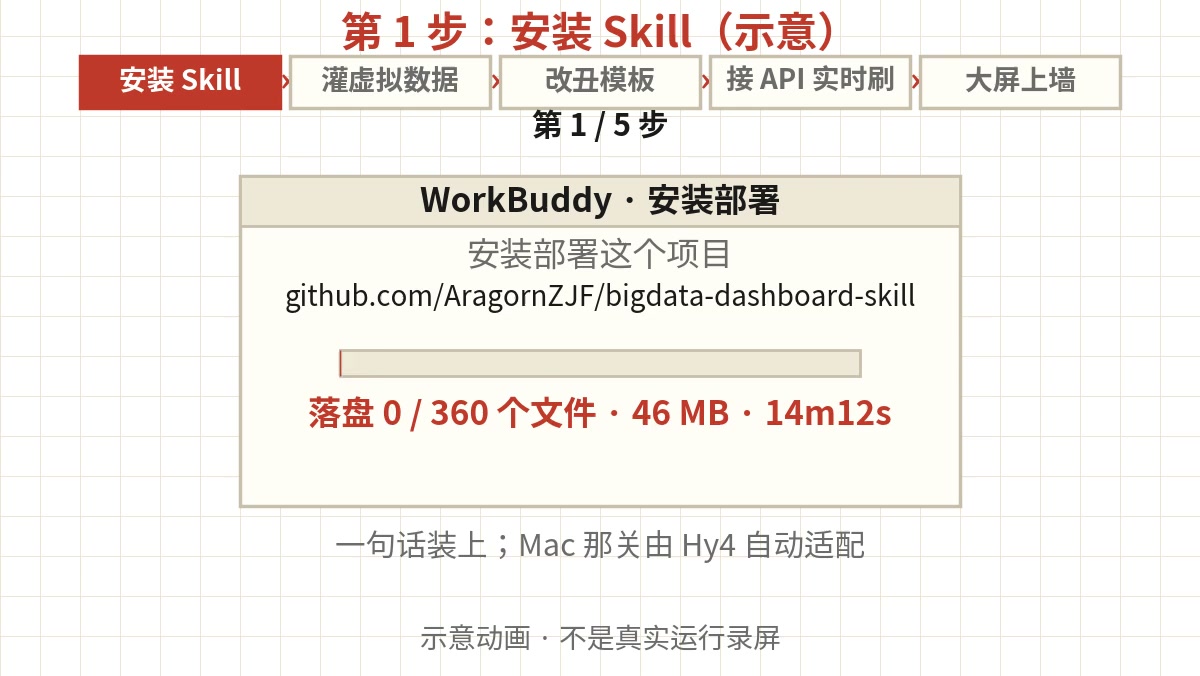 第 1 步：安装 Skill（示意）
安装 Skill › 灌虚拟数据 › 改丑模板 › 接 API 实时刷 › 大屏上墙
第 1 / 5 步
WorkBuddy · 安装部署
安装部署这个项目
github.com/AragornZJF/bigdata-dashboard-skill
落盘 0 / 360 个文件 · 46 MB · 14m12s
一句话装上；Mac 那关由 Hy4 自动适配
示意动画 · 不是真实运行录屏